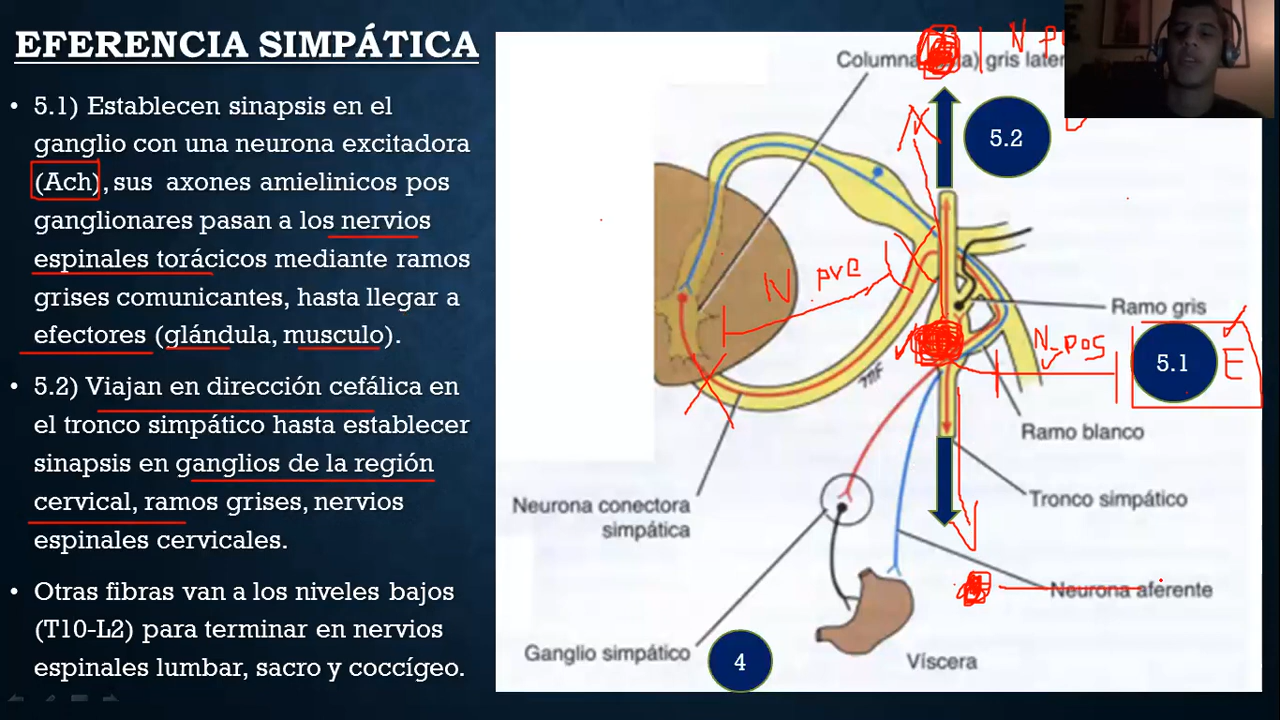 EFERENCIA SIMPÁTICA
• 5.1) Establecen sinapsis en el
ganglio con una neurona excitadora
(Ach), sus axones amielinicos pos
ganglionares pasan a los nervios
espinales torácicos mediante ramos
grises comunicantes, hasta llegar a
efectores (glándula, musculo).
• 5.2) Viajan en dirección cefálica en
el tronco simpático hasta establecer
sinapsis en ganglios de la región
cervical, ramos grises, nervios
espinales cervicales.
• Otras fibras van a los niveles bajos
(T10-L2) para terminar en nervios
espinales lumbar, sacro y coccígeo.
N
Columna gris
5.2
N pre
Ramo gris
N-pos
5.1
E
Ramo blanco
Tronco simpático
Neurona conectora
simpática
Neurona aferente
Ganglio simpático
4
Víscera